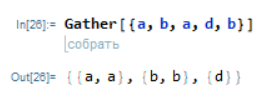 In[26]:= Gather[{a, b, a, d, b}]
собрать
Out[26]= {{a, a}, {b, b}, {d}}